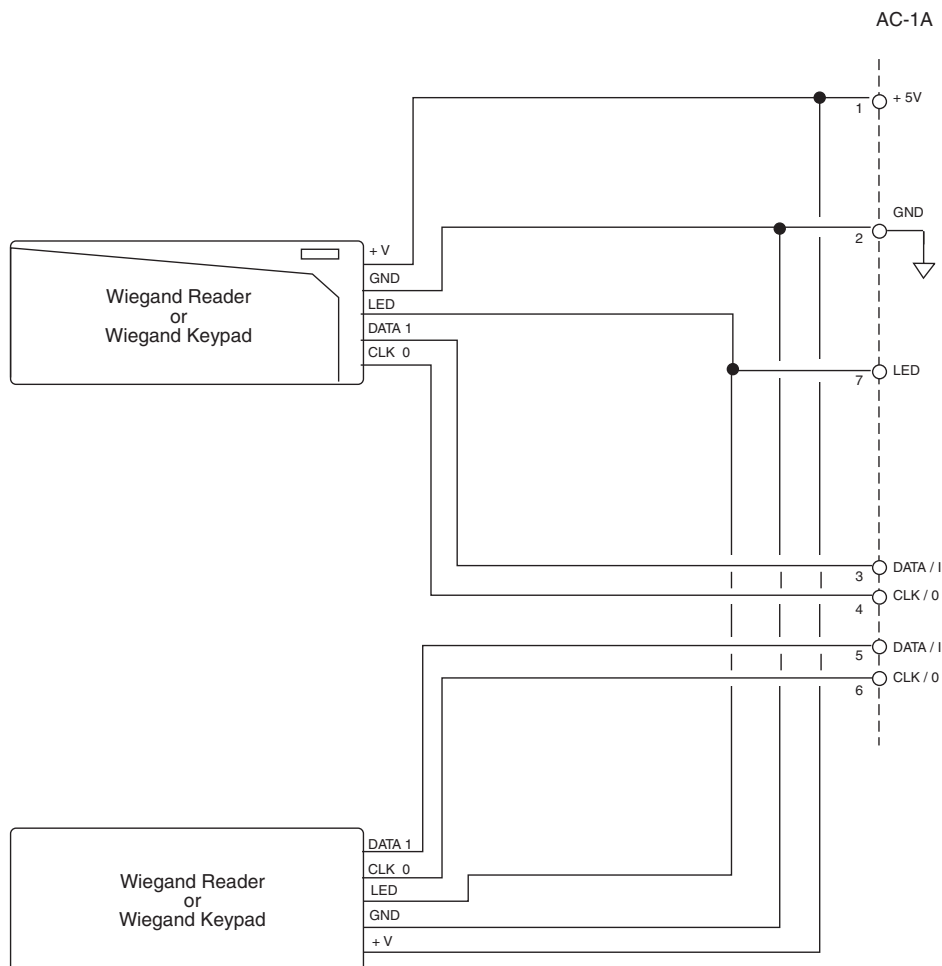 AC-1A
+ 5V
1
GND
2
+ V
GND
LED
DATA 1
CLK 0
Wiegand Reader
or
Wiegand Keypad
LED
7
DATA / I
3
CLK / 0
4
DATA / I
5
CLK / 0
6
DATA 1
CLK 0
LED
GND
+ V
Wiegand Reader
or
Wiegand Keypad